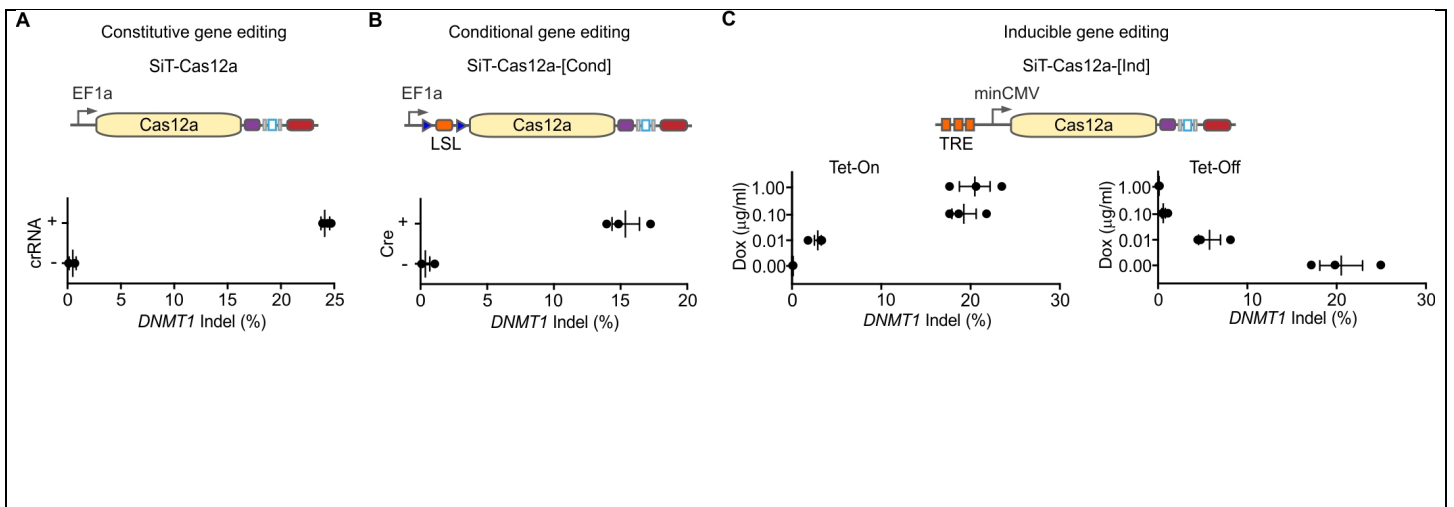 A
Constitutive gene editing
SiT-Cas12a
EF1a
Cas12a
crRNA
+
-
0 5 10 15 20 25
DNMT1 Indel (%)
B
Conditional gene editing
SiT-Cas12a-[Cond]
EF1a
Cas12a
LSL
Cre
+
-
0 5 10 15 20
DNMT1 Indel (%)
C
Inducible gene editing
SiT-Cas12a-[Ind]
minCMV
Cas12a
TRE
Tet-On
Dox (µg/ml)
1.00
0.10
0.01
0.00
0 10 20 30
DNMT1 Indel (%)
Tet-Off
Dox (µg/ml)
1.00
0.10
0.01
0.00
0 10 20 30
DNMT1 Indel (%)